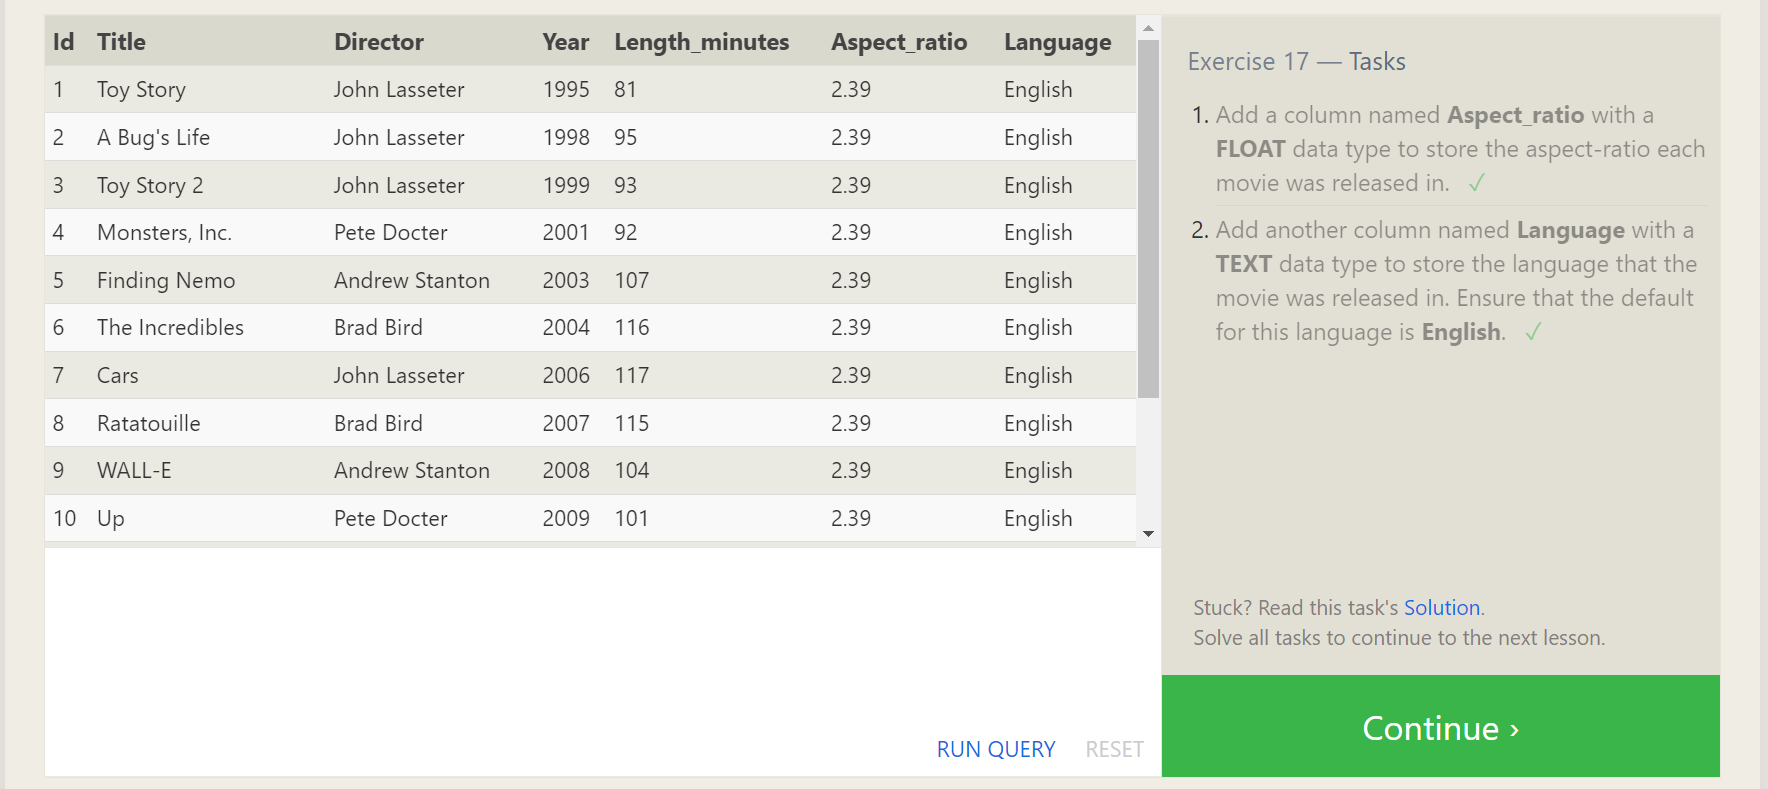 Id Title Director Year Length_minutes Aspect_ratio Language
1 Toy Story John Lasseter 1995 81 2.39 English
2 A Bug's Life John Lasseter 1998 95 2.39 English
3 Toy Story 2 John Lasseter 1999 93 2.39 English
4 Monsters, Inc. Pete Docter 2001 92 2.39 English
5 Finding Nemo Andrew Stanton 2003 107 2.39 English
6 The Incredibles Brad Bird 2004 116 2.39 English
7 Cars John Lasseter 2006 117 2.39 English
8 Ratatouille Brad Bird 2007 115 2.39 English
9 WALL-E Andrew Stanton 2008 104 2.39 English
10 Up Pete Docter 2009 101 2.39 English
RUN QUERY RESET
Exercise 17 — Tasks
1. Add a column named Aspect_ratio with a
FLOAT data type to store the aspect-ratio each
movie was released in. ✓
2. Add another column named Language with a
TEXT data type to store the language that the
movie was released in. Ensure that the default
for this language is English. ✓
Stuck? Read this task's Solution.
Solve all tasks to continue to the next lesson.
Continue ›